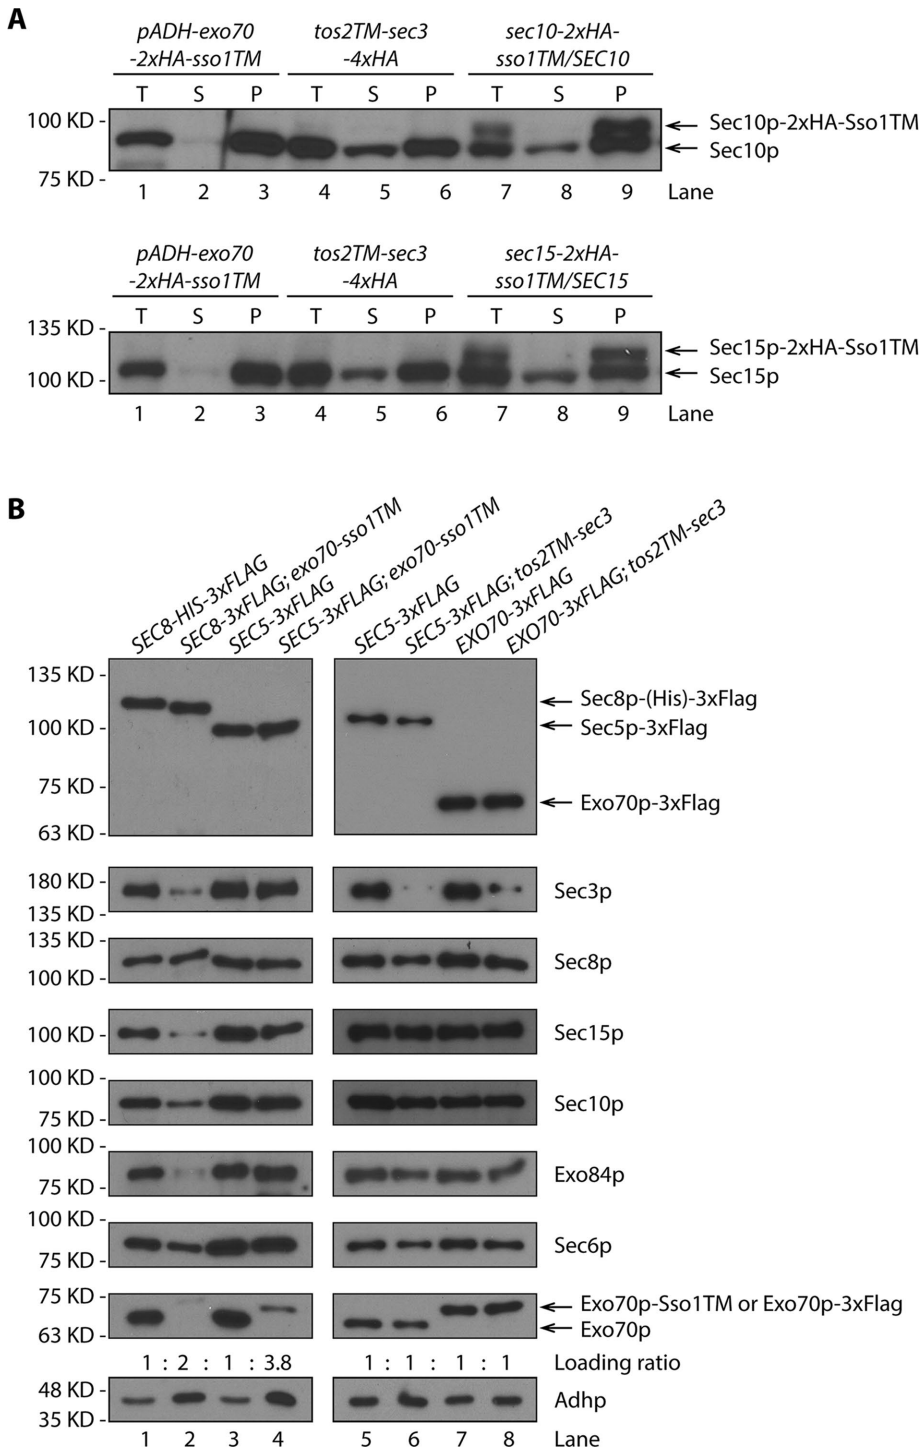 A
pADH-exo70 tos2TM-sec3 sec10-2xHA-
-2xHA-sso1TM -4xHA sso1TM/SEC10
T S P T S P T S P
100 KD - Sec10p-2xHA-Sso1TM
Sec10p
75 KD -
1 2 3 4 5 6 7 8 9 Lane
pADH-exo70 tos2TM-sec3 sec15-2xHA-
-2xHA-sso1TM -4xHA sso1TM/SEC15
T S P T S P T S P
135 KD -
Sec15p-2xHA-Sso1TM
100 KD - Sec15p
1 2 3 4 5 6 7 8 9 Lane
B
SEC8-HIS-3xFLAG
SEC8-3xFLAG; exo70-sso1TM
SEC5-3xFLAG
SEC5-3xFLAG; exo70-sso1TM
SEC5-3xFLAG
SEC5-3xFLAG; tos2TM-sec3
EXO70-3xFLAG
EXO70-3xFLAG; tos2TM-sec3
135 KD -
Sec8p-(His)-3xFlag
100 KD - Sec5p-3xFlag
75 KD -
Exo70p-3xFlag
63 KD -
180 KD - Sec3p
135 KD -
135 KD -
Sec8p
100 KD -
100 KD - Sec15p
100 KD -
Sec10p
75 KD -
100 KD -
Exo84p
75 KD -
100 KD -
Sec6p
75 KD -
75 KD -
Exo70p-Sso1TM or Exo70p-3xFlag
63 KD - Exo70p
1 : 2 : 1 : 3.8 1 : 1 : 1 : 1 Loading ratio
48 KD - Adhp
35 KD -
1 2 3 4 5 6 7 8 Lane